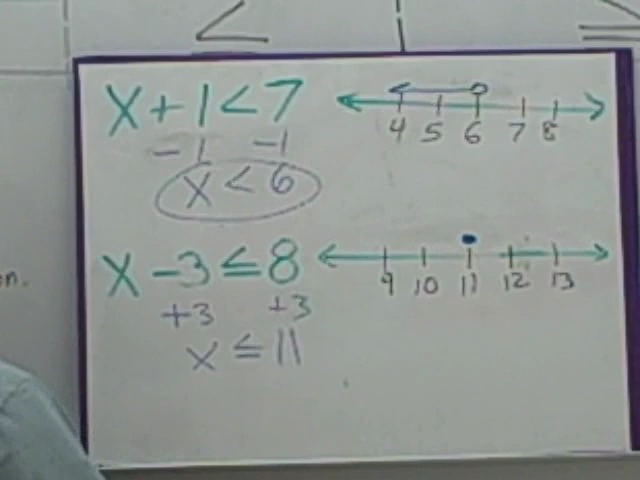 <
≤
x + 1 < 7
- 1 - 1
x < 6
4 5 6 7 8
x - 3 ≤ 8
+3 +3
x ≤ 11
9 10 11 12 13
on.